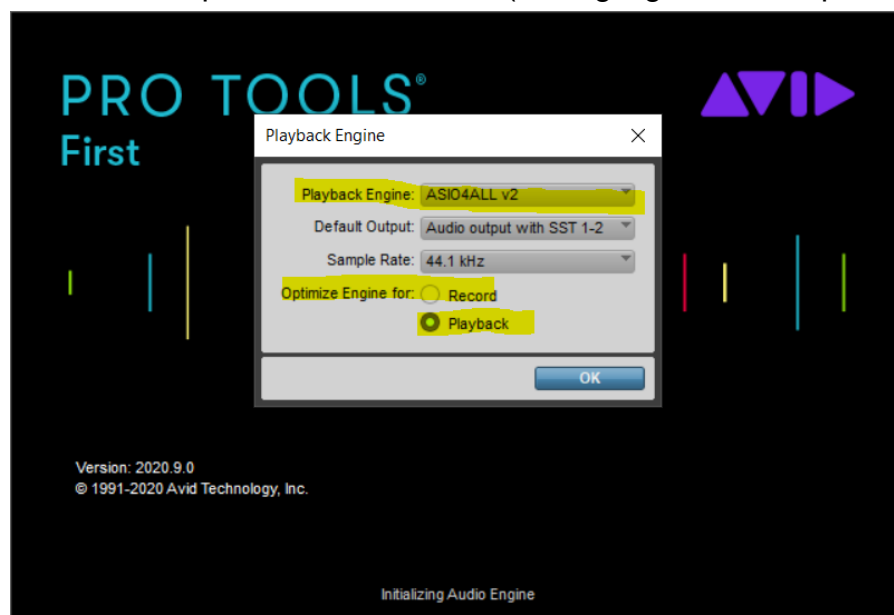 PRO TOOLS®
AVID
First
Playback Engine
Playback Engine: ASIO4ALL v2
Default Output: Audio output with SST 1-2
Sample Rate: 44.1 kHz
Optimize Engine for: Record
Playback
OK
Version: 2020.9.0
© 1991-2020 Avid Technology, Inc.
Initializing Audio Engine